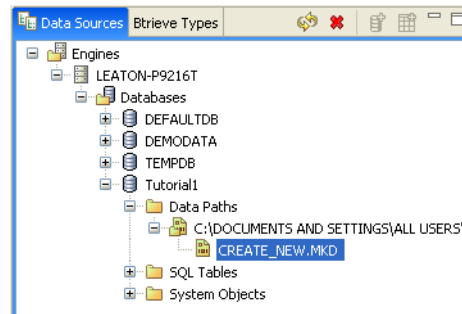 Data Sources Btrieve Types
Engines
LEATON-P9216T
Databases
DEFAULTDB
DEMODATA
TEMPDB
Tutorial1
Data Paths
C:\DOCUMENTS AND SETTINGS\ALL USERS\
CREATE_NEW.MKD
SQL Tables
System Objects